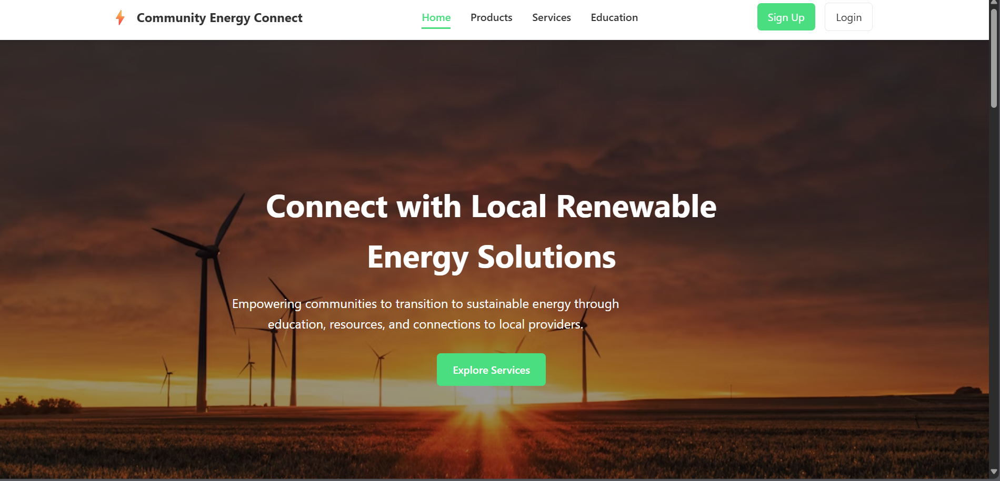 Community Energy Connect
Home
Products
Services
Education
Sign Up
Login
Connect with Local Renewable
Energy Solutions
Empowering communities to transition to sustainable energy through
education, resources, and connections to local providers.
Explore Services